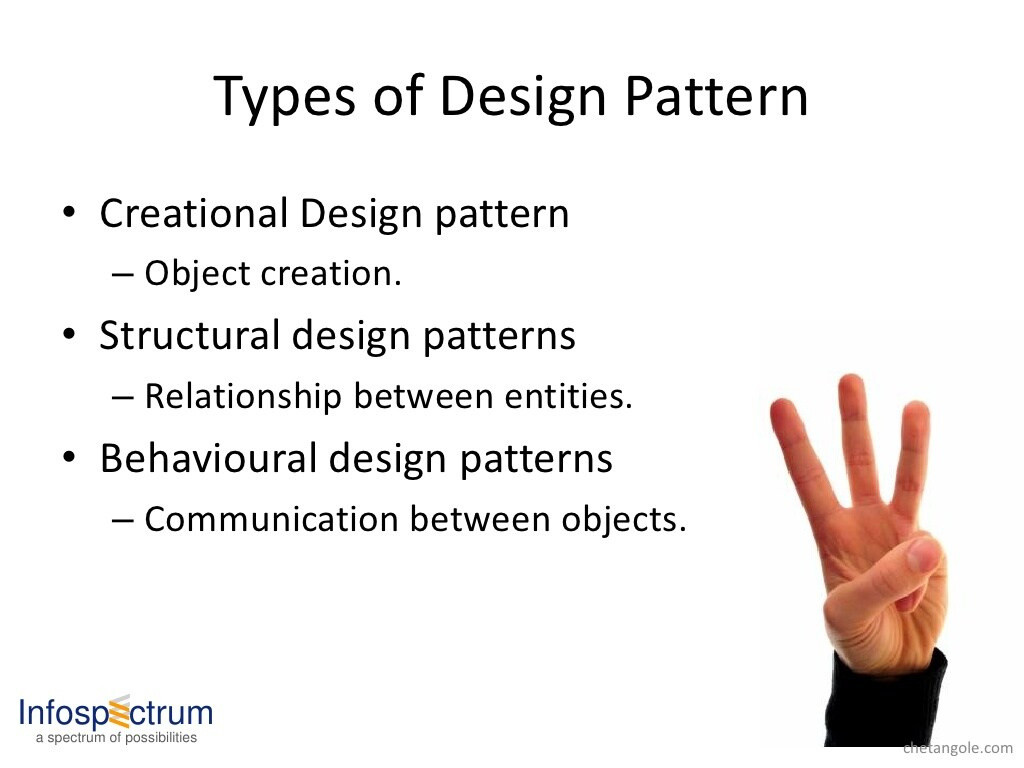 Types of Design Pattern
• Creational Design pattern
– Object creation.
• Structural design patterns
– Relationship between entities.
• Behavioural design patterns
– Communication between objects.
Infospectrum
a spectrum of possibilities
chetangole.com